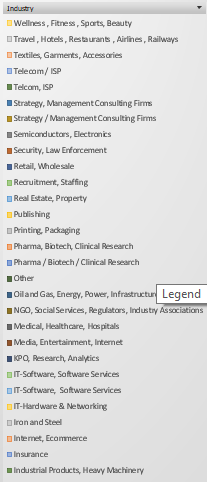 Industry
Wellness , Fitness , Sports, Beauty
Travel , Hotels , Restaurants , Airlines , Railways
Textiles, Garments, Accessories
Telecom / ISP
Telcom, ISP
Strategy, Management Consulting Firms
Strategy / Management Consulting Firms
Semiconductors, Electronics
Security, Law Enforcement
Retail, Wholesale
Recruitment, Staffing
Real Estate, Property
Publishing
Printing, Packaging
Pharma, Biotech, Clinical Research
Pharma / Biotech / Clinical Research
Other
Oil and Gas, Energy, Power, Infrastructure
Legend
NGO, Social Services, Regulators, Industry Associations
Medical, Healthcare, Hospitals
Media, Entertainment, Internet
KPO, Research, Analytics
IT-Software, Software Services
IT-Software, Software Services
IT-Hardware & Networking
Iron and Steel
Internet, Ecommerce
Insurance
Industrial Products, Heavy Machinery